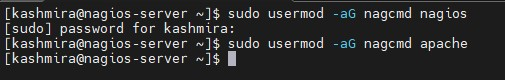 [kashmira@nagios-server ~]$ sudo usermod -aG nagcmd nagios
[sudo] password for kashmira:
[kashmira@nagios-server ~]$ sudo usermod -aG nagcmd apache
[kashmira@nagios-server ~]$